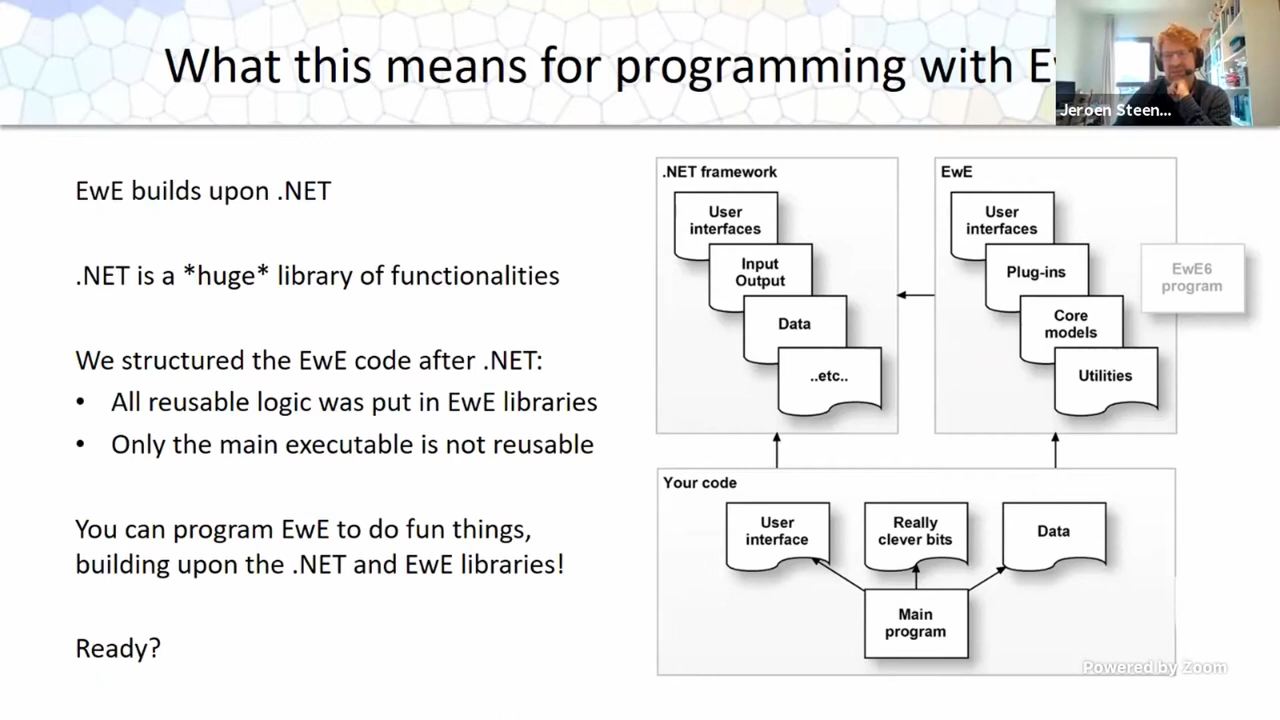 What this means for programming with E
Jeroen Steen...
EwE builds upon .NET
.NET is a *huge* library of functionalities
We structured the EwE code after .NET:
• All reusable logic was put in EwE libraries
• Only the main executable is not reusable
You can program EwE to do fun things,
building upon the .NET and EwE libraries!
Ready?
.NET framework
User
interfaces
Input
Output
Data
..etc..
EwE
User
interfaces
Plug-ins
Core
models
Utilities
EwE6
program
Your code
User
interface
Really
clever bits
Data
Main
program
Powered by Zoom